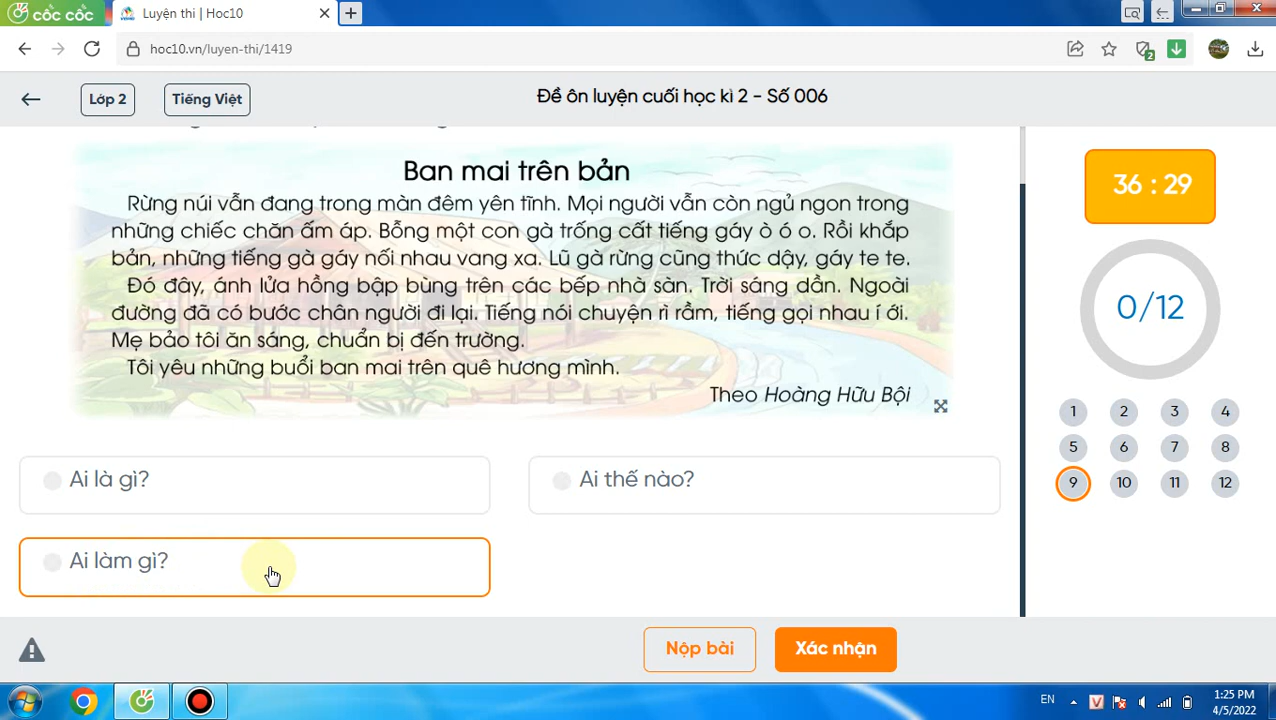 cốc cốc
Luyện thi | Hoc10
hoc10.vn/luyen-thi/1419
2
Lớp 2
Tiếng Việt
Đề ôn luyện cuối học kì 2 - Số 006
Ban mai trên bản
Rừng núi vẫn đang trong màn đêm yên tĩnh. Mọi người vẫn còn ngủ ngon trong
những chiếc chăn ấm áp. Bỗng một con gà trống cất tiếng gáy ò ó o. Rồi khắp
bản, những tiếng gà gáy nối nhau vang xa. Lũ gà rừng cũng thức dậy, gáy te te.
Đó đây, ánh lửa hồng bập bùng trên các bếp nhà sàn. Trời sáng dần. Ngoài
đường đã có bước chân người đi lại. Tiếng nói chuyện rì rầm, tiếng gọi nhau í ới.
Mẹ bảo tôi ăn sáng, chuẩn bị đến trường.
Tôi yêu những buổi ban mai trên quê hương mình.
Theo Hoàng Hữu Bội
Ai là gì?
Ai thế nào?
Ai làm gì?
36 : 29
0/12
1 2 3 4
5 6 7 8
9 10 11 12
Nộp bài
Xác nhận
EN
V
1:25 PM
4/5/2022